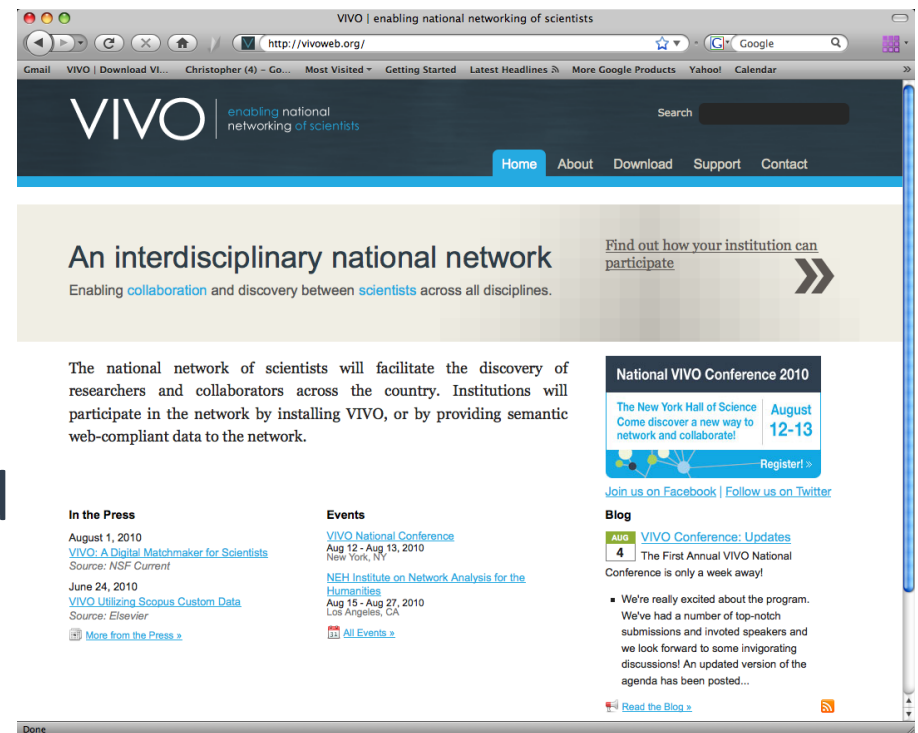 VIVO | enabling national networking of scientists
http://vivoweb.org/
Google
Gmail VIVO | Download VI... Christopher (4) – Go... Most Visited Getting Started Latest Headlines More Google Products Yahoo! Calendar »
VIVO
enabling national
networking of scientists
Search
Home About Download Support Contact
An interdisciplinary national network
Enabling collaboration and discovery between scientists across all disciplines.
Find out how your institution can
participate
The national network of scientists will facilitate the discovery of
researchers and collaborators across the country. Institutions will
participate in the network by installing VIVO, or by providing semantic
web-compliant data to the network.
National VIVO Conference 2010
The New York Hall of Science
Come discover a new way to
network and collaborate!
August
12-13
Register! »
Join us on Facebook | Follow us on Twitter
In the Press
August 1, 2010
VIVO: A Digital Matchmaker for Scientists
Source: NSF Current
June 24, 2010
VIVO Utilizing Scopus Custom Data
Source: Elsevier
More from the Press »
Events
VIVO National Conference
Aug 12 - Aug 13, 2010
New York, NY
NEH Institute on Network Analysis for the
Humanities
Aug 15 - Aug 27, 2010
Los Angeles, CA
31
All Events »
Blog
AUG
4
VIVO Conference: Updates
The First Annual VIVO National
Conference is only a week away!
▪ We're really excited about the program.
We've had a number of top-notch
submissions and invoted speakers and
we look forward to some invigorating
discussions! An updated version of the
agenda has been posted...
Read the Blog »
Done